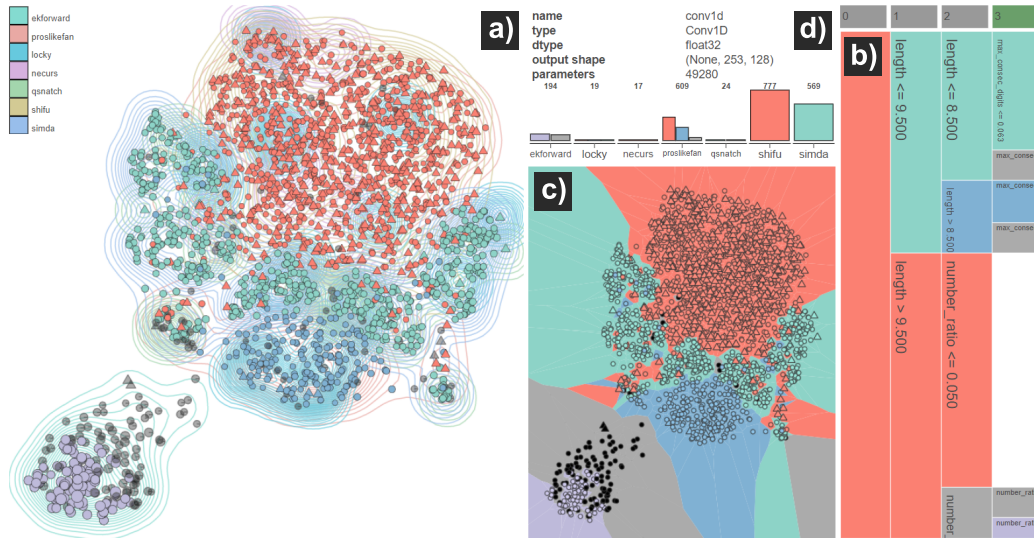 ekforward
proslikefan
locky
necurs
qsnatch
shifu
simda
a)
name conv1d
type Conv1D
dtype float32
output shape (None, 253, 128)
parameters 49280
d)
194 19 17 609 24 777 569
ekforward locky necurs proslikefan qsnatch shifu simda
c)
0 1 2 3
b)
length <= 9.500
length > 9.500
length <= 8.500
length > 8.500
number_ratio <= 0.050
number_
max_consec_digits <= 0.063
max_conse
max_conse
max_conse
number_rati
number_rati